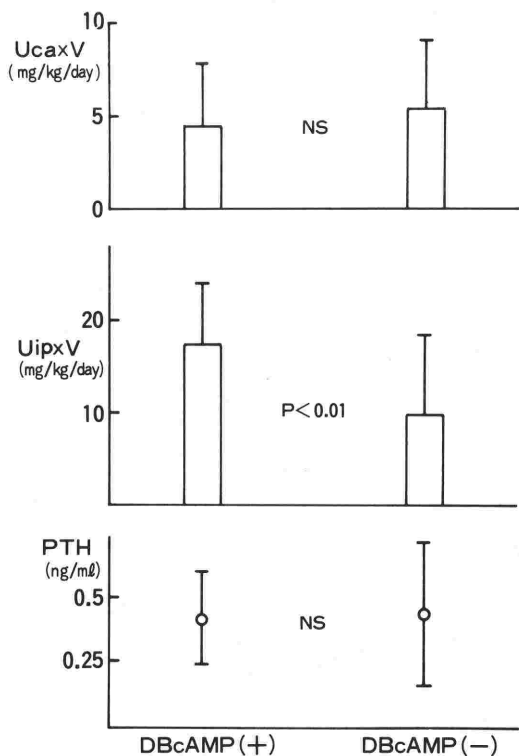 10
UcaxV
(mg/kg/day)
5
NS
0
20
UipxV
(mg/kg/day)
10
P<0.01
PTH
(ng/mℓ)
0.5
NS
0.25
DBcAMP(+) DBcAMP(−)